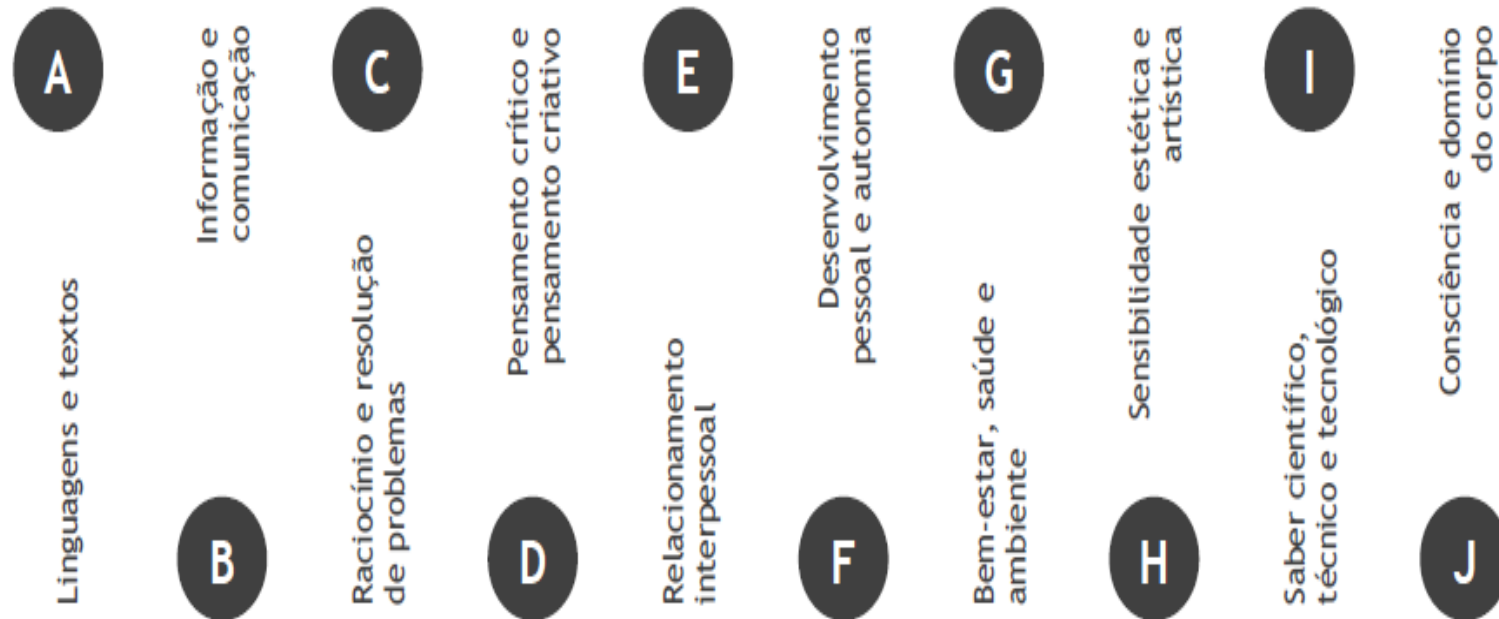 A
Linguagens e textos
B
Informação e
comunicação
C
Raciocínio e resolução
de problemas
D
Pensamento crítico e
pensamento criativo
E
Relacionamento
interpessoal
F
Desenvolvimento
pessoal e autonomia
G
Bem-estar, saúde e
ambiente
H
Sensibilidade estética e
artística
I
Saber científico,
técnico e tecnológico
J
Consciência e domínio
do corpo